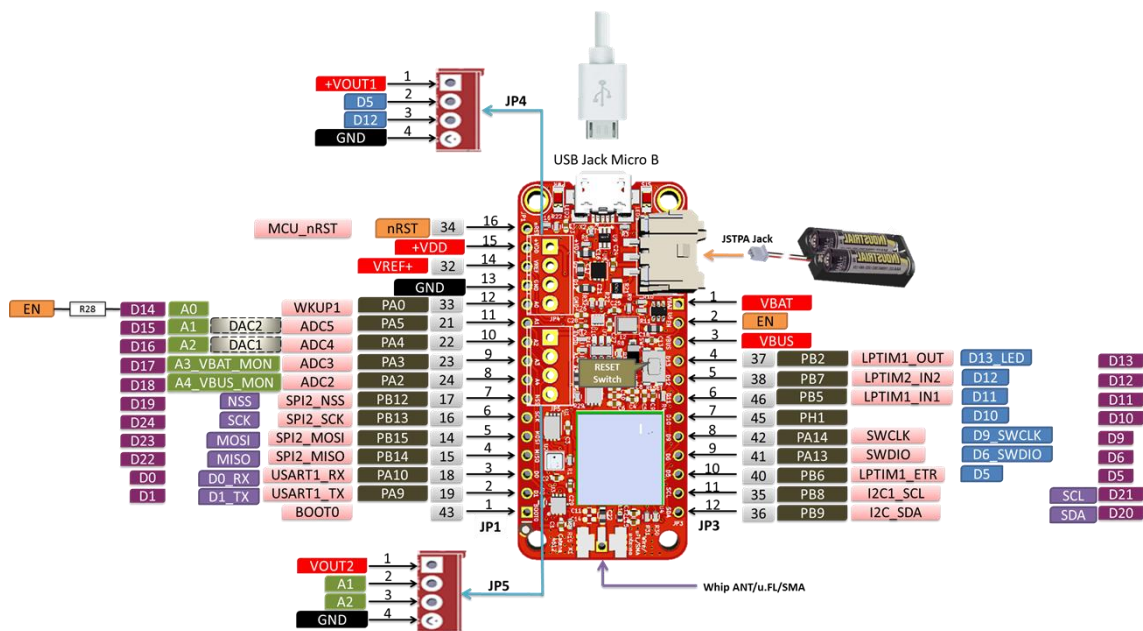 +VOUT1 1
D5 2
D12 3
GND 4
JP4
USB Jack Micro B
MCU_nRST nRST 34 16
+VDD 15
VREF+ 32 14
GND 13
EN R28 D14 A0 WKUP1 PA0 33 12
D15 A1 DAC2 ADC5 PA5 21 11
D16 A2 DAC1 ADC4 PA4 22 10
D17 A3_VBAT_MON ADC3 PA3 23 9
D18 A4_VBUS_MON ADC2 PA2 24 8
D19 NSS SPI2_NSS PB12 17 7
D24 SCK SPI2_SCK PB13 16 6
D23 MOSI SPI2_MOSI PB15 14 5
D22 MISO SPI2_MISO PB14 15 4
D0 D0_RX USART1_RX PA10 18 3
D1 D1_TX USART1_TX PA9 19 2
BOOT0 43 1
JP1
RESET
Switch
JSTPA Jack
INDUSTRIAL
INDUSTRIAL
1 VBAT
2 EN
3 VBUS
4 37 PB2 LPTIM1_OUT D13_LED D13
5 38 PB7 LPTIM2_IN2 D12 D12
6 46 PB5 LPTIM1_IN1 D11 D11
7 45 PH1 D10 D10
8 42 PA14 SWCLK D9_SWCLK D9
9 41 PA13 SWDIO D6_SWDIO D6
10 40 PB6 LPTIM1_ETR D5 D5
11 35 PB8 I2C1_SCL SCL D21
12 36 PB9 I2C_SDA SDA D20
JP3
VOUT2 1
A1 2
A2 3
GND 4
JP5
Whip ANT/u.FL/SMA